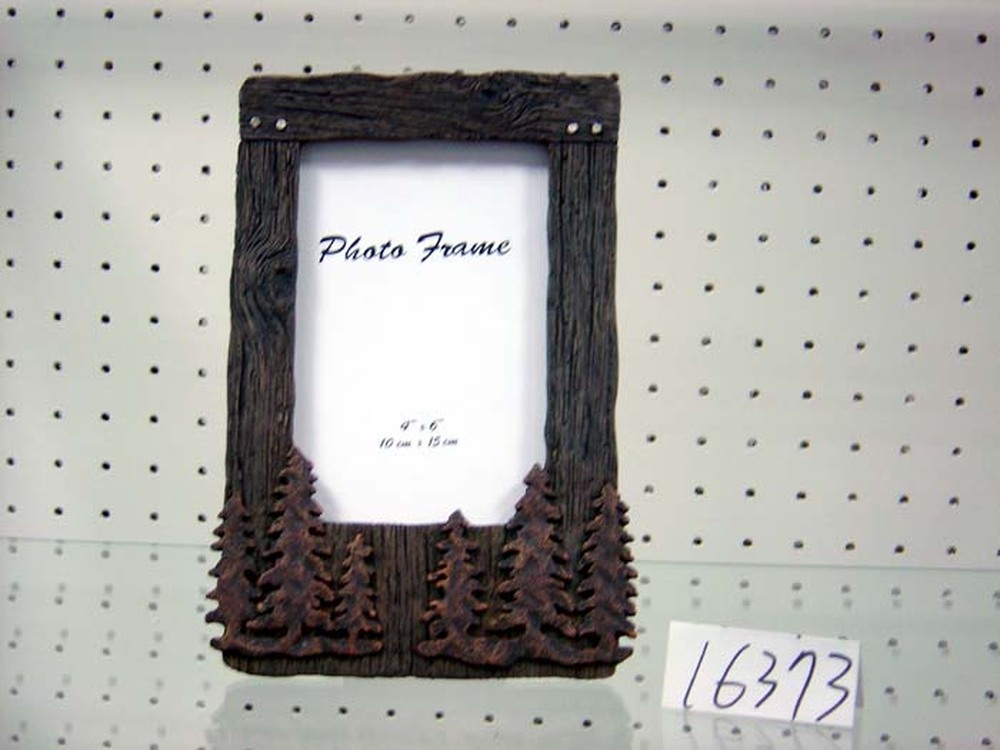 Photo Frame
4" x 6"
10 cm x 15 cm
16373